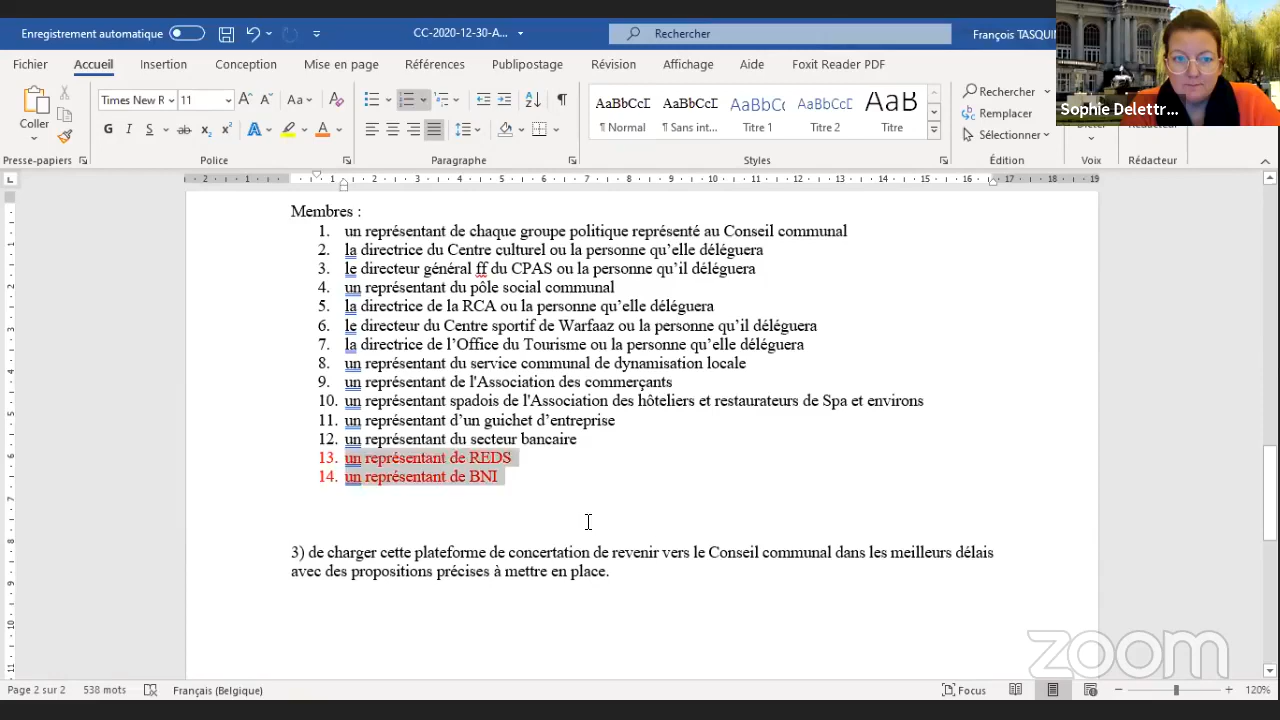 Enregistrement automatique
CC-2020-12-30-A...
Rechercher
François TASQUIN
Fichier
Accueil
Insertion
Conception
Mise en page
Références
Publipostage
Révision
Affichage
Aide
Foxit Reader PDF
Sophie Delettr...
Coller
Times New R
11
AaBbCcD
AaBbCcD
AaBbCc
AaBbCcD
AaB
¶ Normal
¶ Sans int...
Titre 1
Titre 2
Titre
Rechercher
Remplacer
Sélectionner
Presse-papiers
Police
Paragraphe
Styles
Édition
Voix
Rédacteur
Membres :
1. un représentant de chaque groupe politique représenté au Conseil communal
2. la directrice du Centre culturel ou la personne qu'elle déléguera
3. le directeur général ff du CPAS ou la personne qu'il déléguera
4. un représentant du pôle social communal
5. la directrice de la RCA ou la personne qu'elle déléguera
6. le directeur du Centre sportif de Warfaaz ou la personne qu'il déléguera
7. la directrice de l'Office du Tourisme ou la personne qu'elle déléguera
8. un représentant du service communal de dynamisation locale
9. un représentant de l'Association des commerçants
10. un représentant spadois de l'Association des hôteliers et restaurateurs de Spa et environs
11. un représentant d'un guichet d'entreprise
12. un représentant du secteur bancaire
13. un représentant de REDS
14. un représentant de BNI
3) de charger cette plateforme de concertation de revenir vers le Conseil communal dans les meilleurs délais
avec des propositions précises à mettre en place.
zoom
Page 2 sur 2
538 mots
Français (Belgique)
Focus
120%